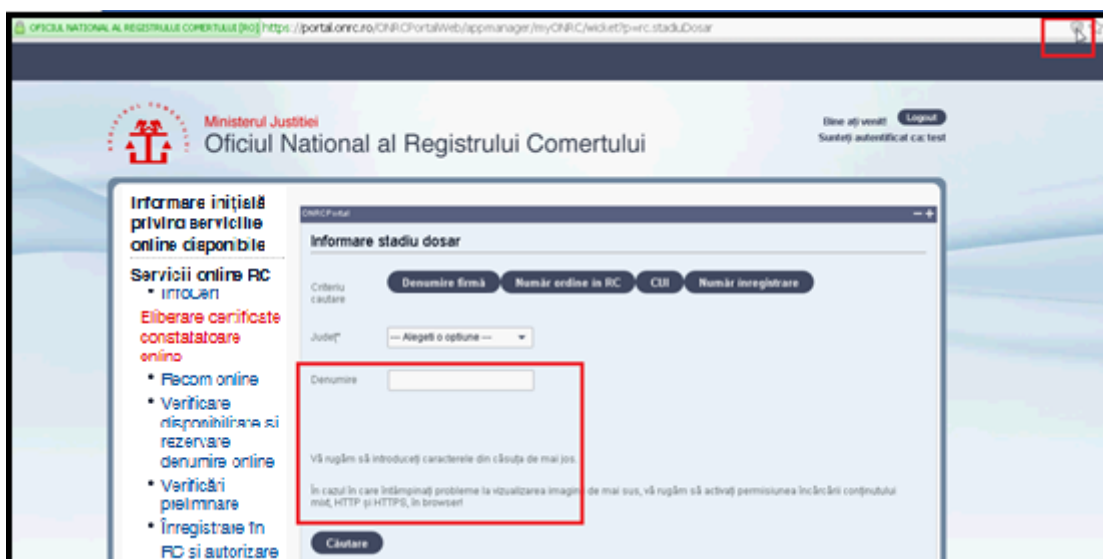 OFICIUL NATIONAL AL REGISTRULUI COMERTULUI [RO] https://portal.onrc.ro/ONRCPortalWeb/appmanager/myONRC/wicket?p=rc.stadiuDosar
Ministerul Justitiei
Oficiul National al Registrului Comertului
Bine ați venit! Logout
Sunteți autentificat ca: test
Informare inițială
privind serviciile
online disponibile
Servicii online RC
• InfoCert
Eliberare certificate
constatatoare
online
• Recom online
• Verificare
disponibilitate si
rezervare
denumire online
• Verificări
preliminare
• Înregistrare în
RC și autorizare
ONRCPortal
Informare stadiu dosar
Criteriu
cautare
Denumire firmă Număr ordine in RC CUI Număr inregistrare
Județ* --- Alegeti o optiune ---
Denumire
Vă rugăm să introduceți caracterele din căsuța de mai jos.
În cazul în care întâmpinați probleme la vizualizarea imaginii de mai sus, vă rugăm să activați permisiunea încărcării conținutului
mixt, HTTP și HTTPS, în browser!
Căutare